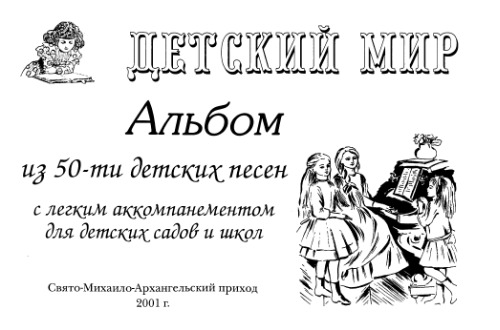 ДЕТСКИЙ МИР
Альбом
из 50-ти детских песен
с легким аккомпанементом
для детских садов и школ
Свято-Михаило-Архангельский приход
2001 г.